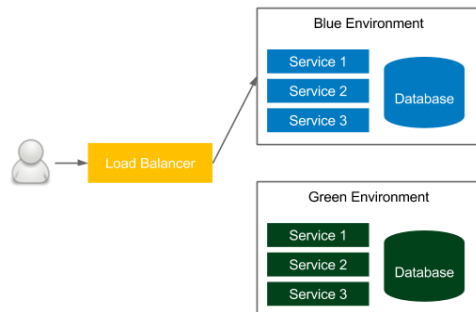 Blue Environment
Service 1
Service 2
Service 3
Database
Load Balancer
Green Environment
Service 1
Service 2
Service 3
Database